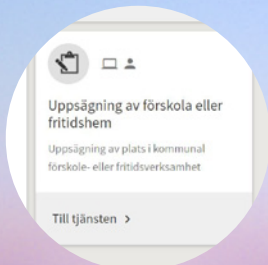 Uppsägning av förskola eller
fritidshem
Uppsägning av plats i kommunal
förskole- eller fritidsverksamhet
Till tjänsten >